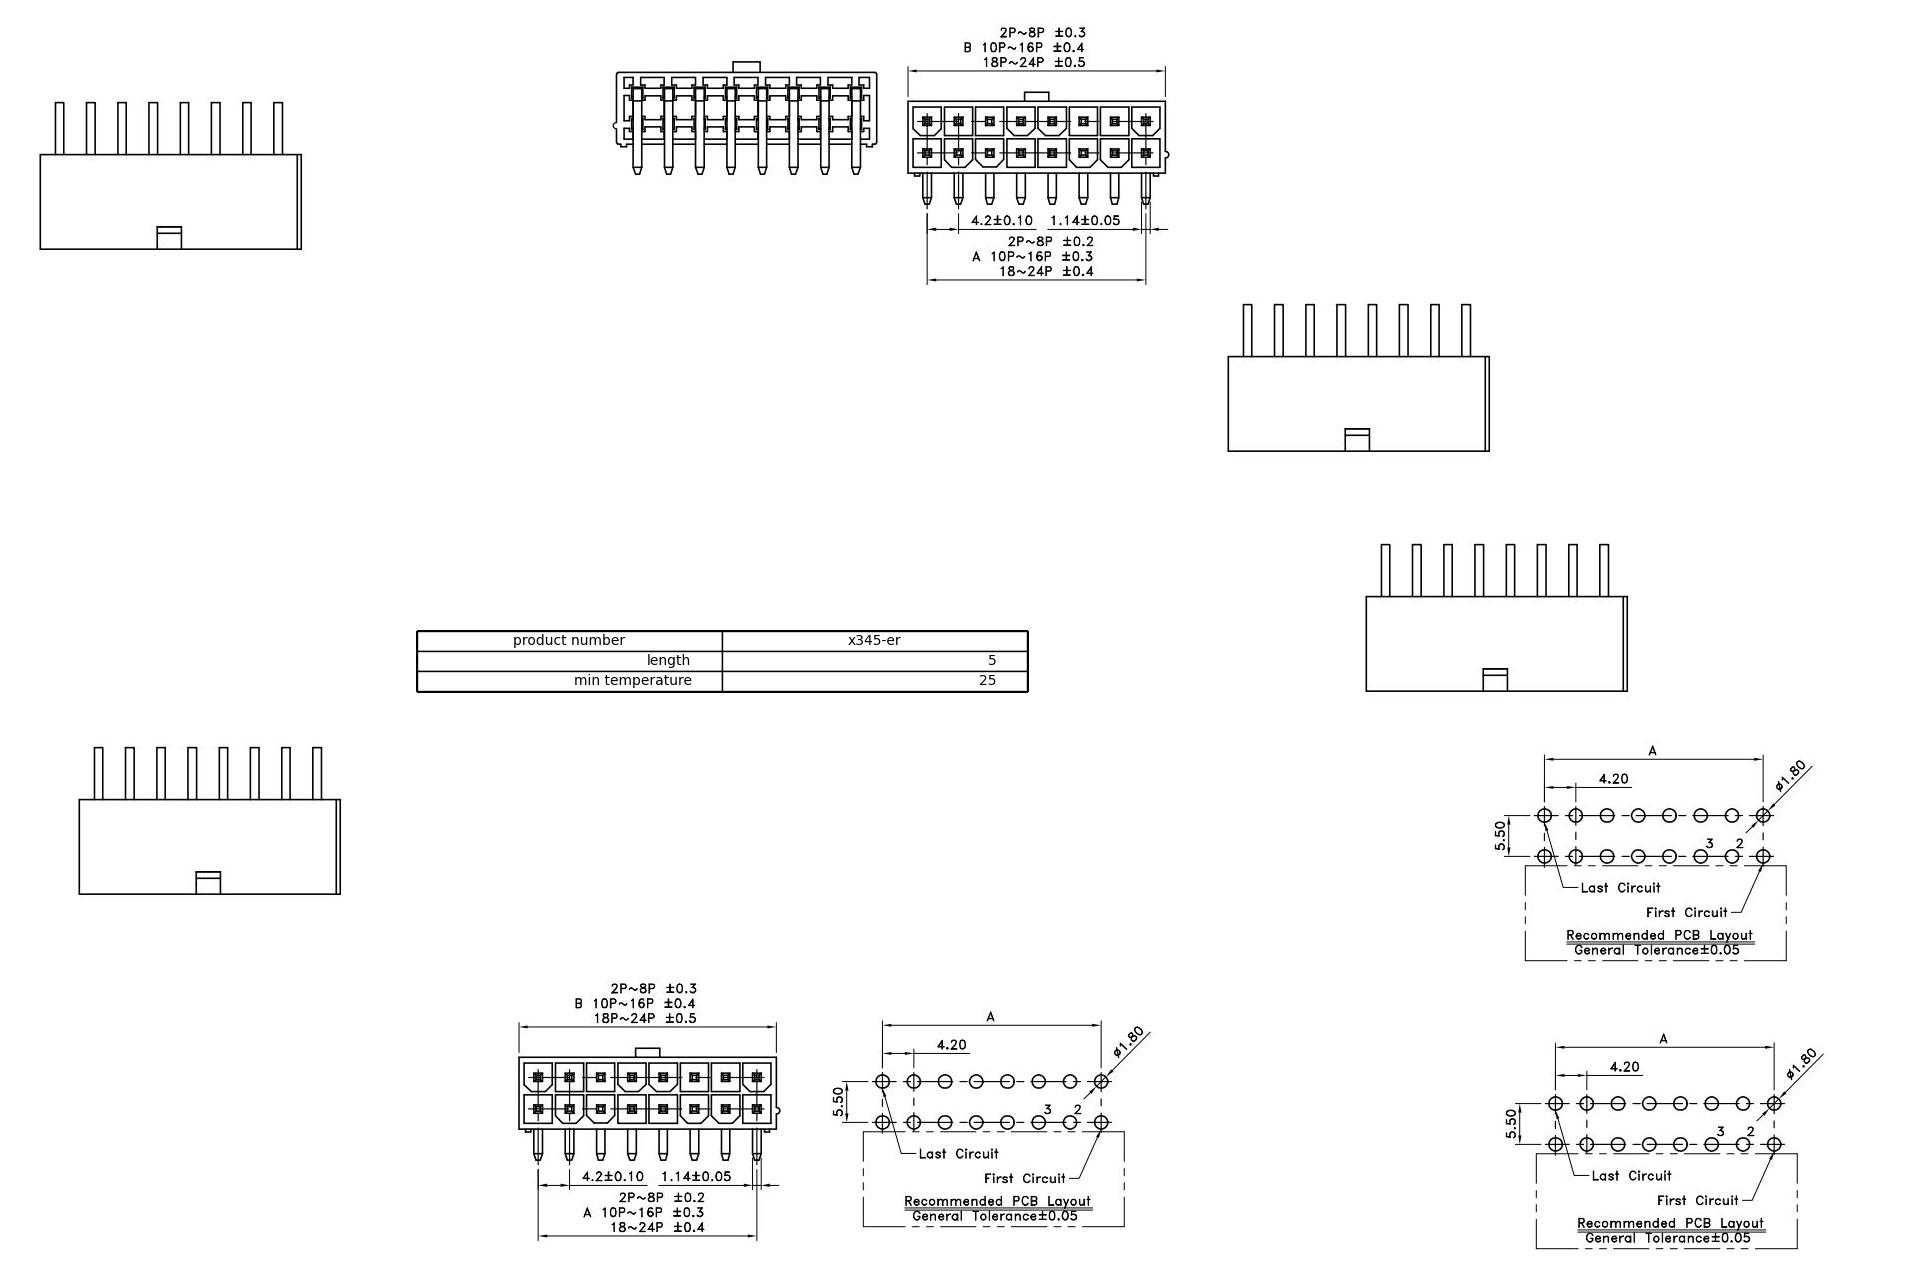 2P~8P ±0.3
B 10P~16P ±0.4
18P~24P ±0.5
4.2±0.10 1.14±0.05
2P~8P ±0.2
A 10P~16P ±0.3
18~24P ±0.4
product number x345-er
length 5
min temperature 25
A
4.20
ø1.80
5.50
3 2
Last Circuit
First Circuit
Recommended PCB Layout
General Tolerance±0.05
2P~8P ±0.3
B 10P~16P ±0.4
18P~24P ±0.5
4.2±0.10 1.14±0.05
2P~8P ±0.2
A 10P~16P ±0.3
18~24P ±0.4
A
4.20
ø1.80
5.50
3 2
Last Circuit
First Circuit
Recommended PCB Layout
General Tolerance±0.05
A
4.20
ø1.80
5.50
3 2
Last Circuit
First Circuit
Recommended PCB Layout
General Tolerance±0.05